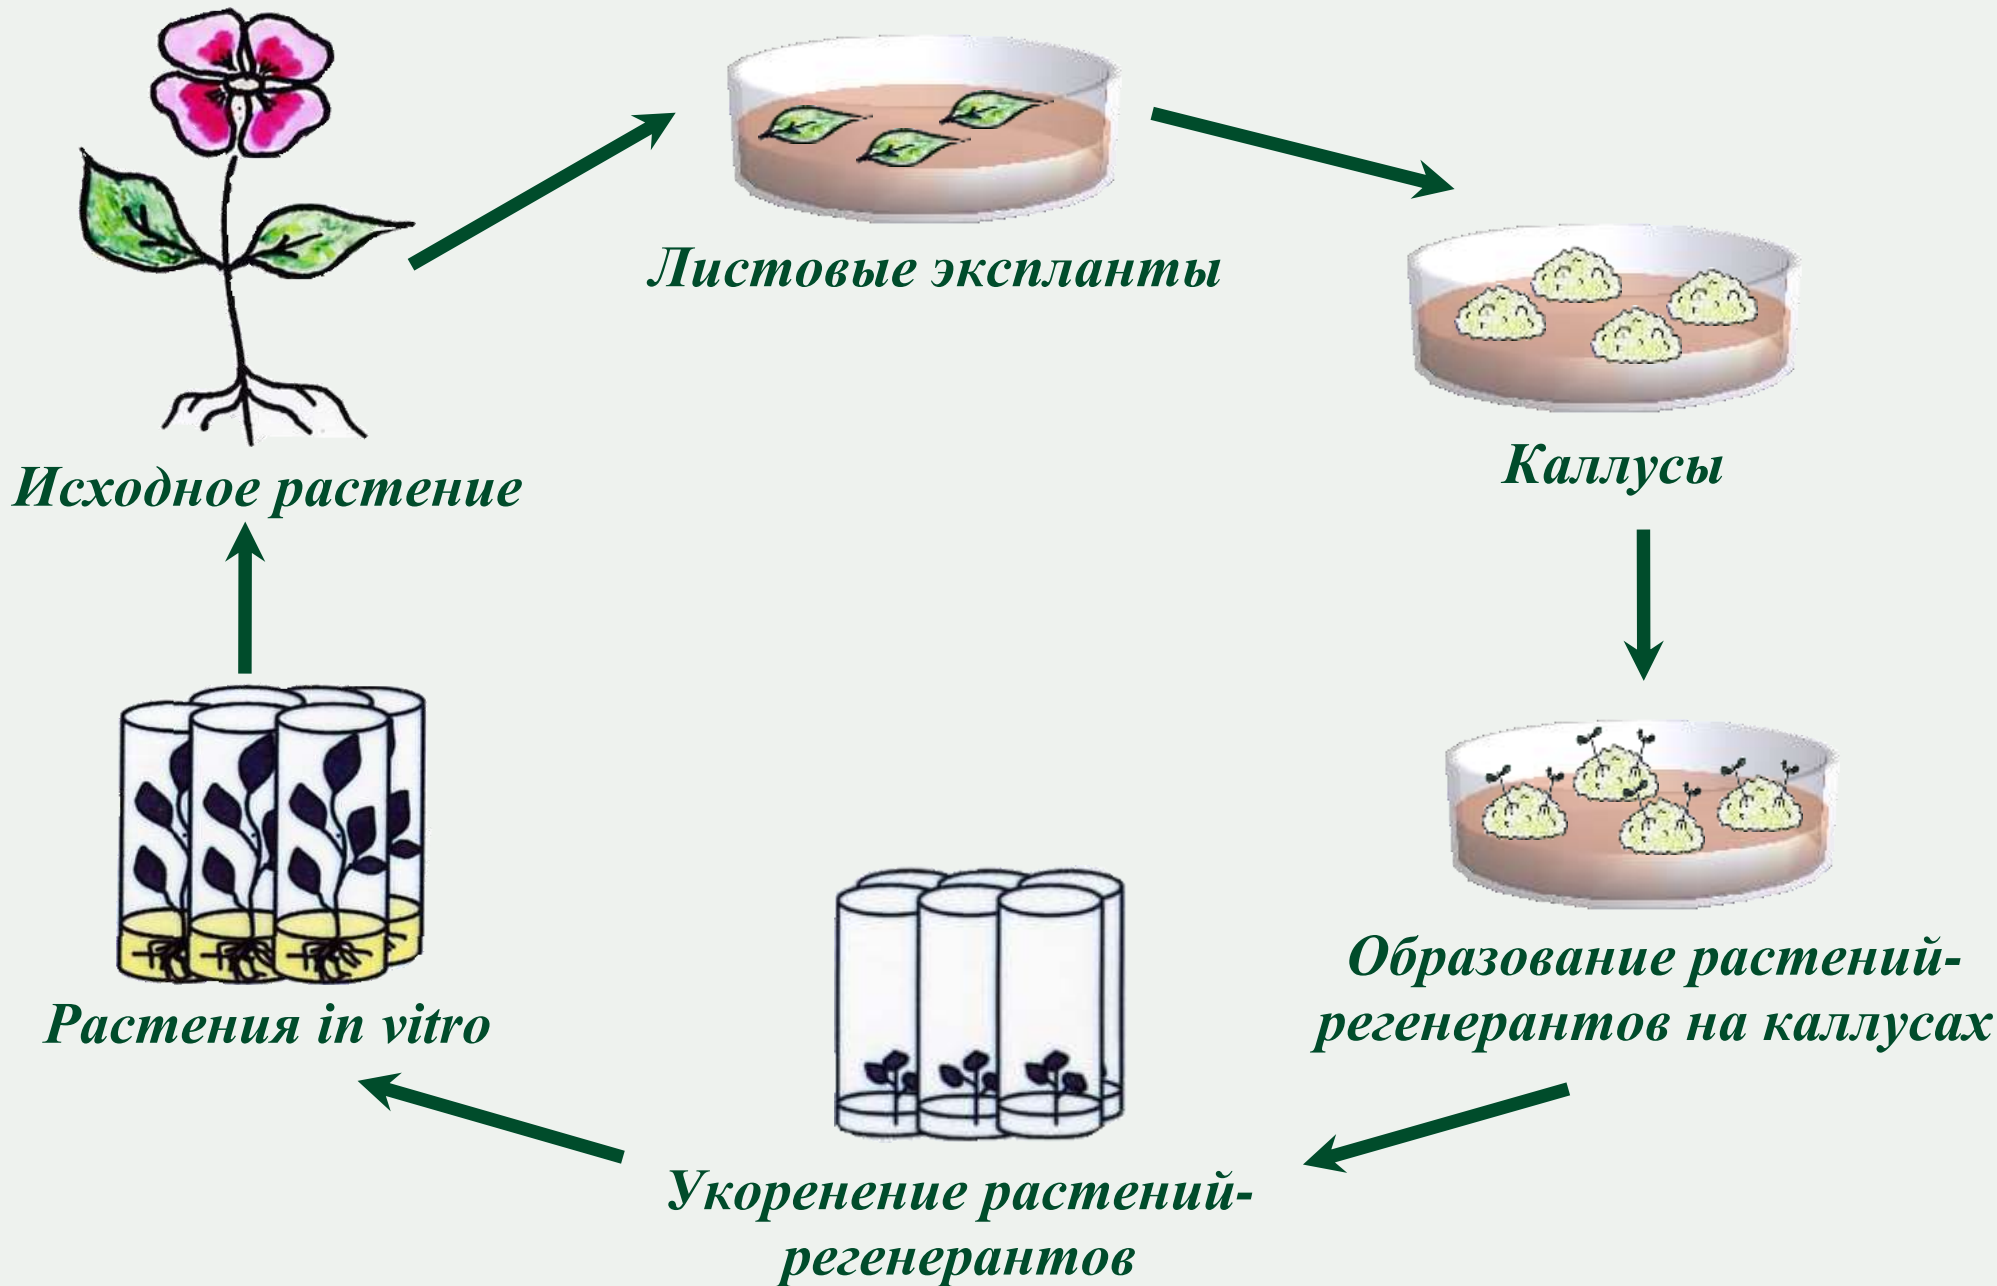 Листовые экспланты
Каллусы
Исходное растение
Образование растений-
регенерантов на каллусах
Растения in vitro
Укоренение растений-
регенерантов